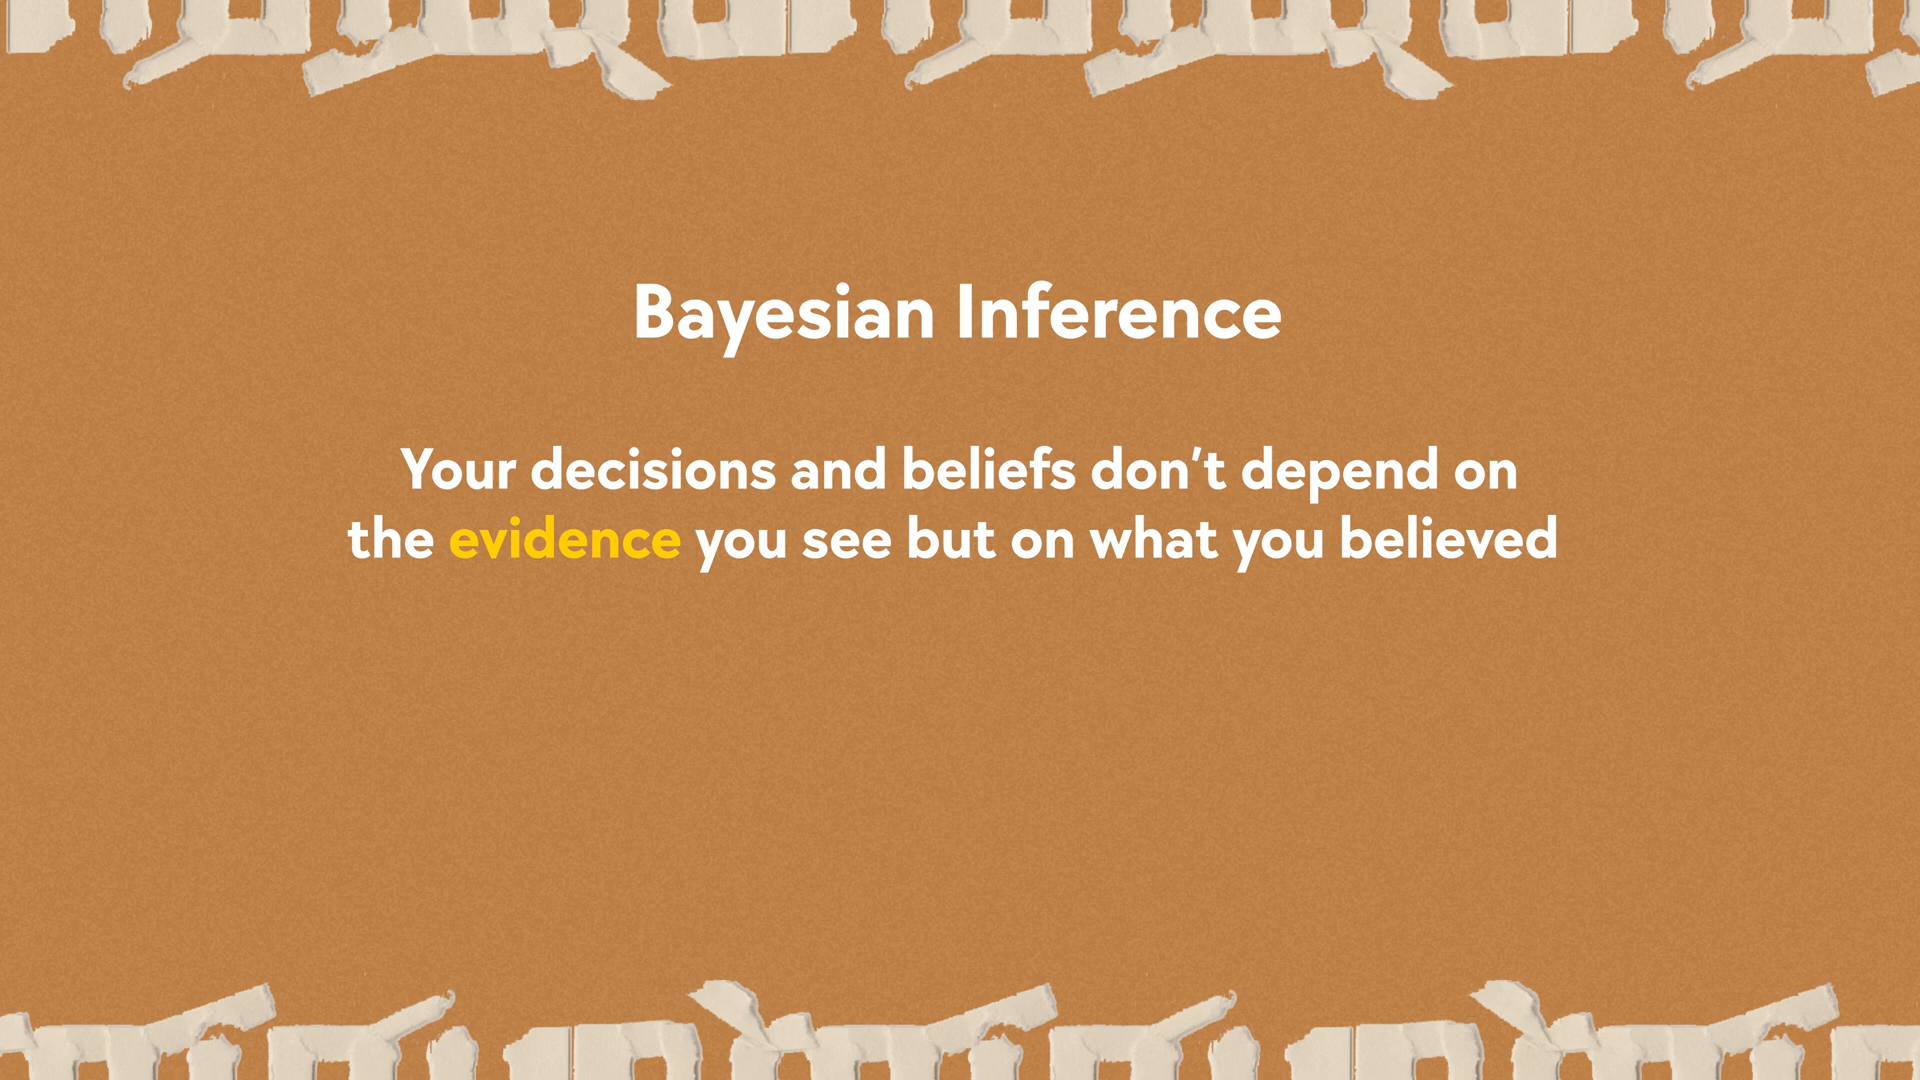 Bayesian Inference
Your decisions and beliefs don't depend on
the evidence you see but on what you believed